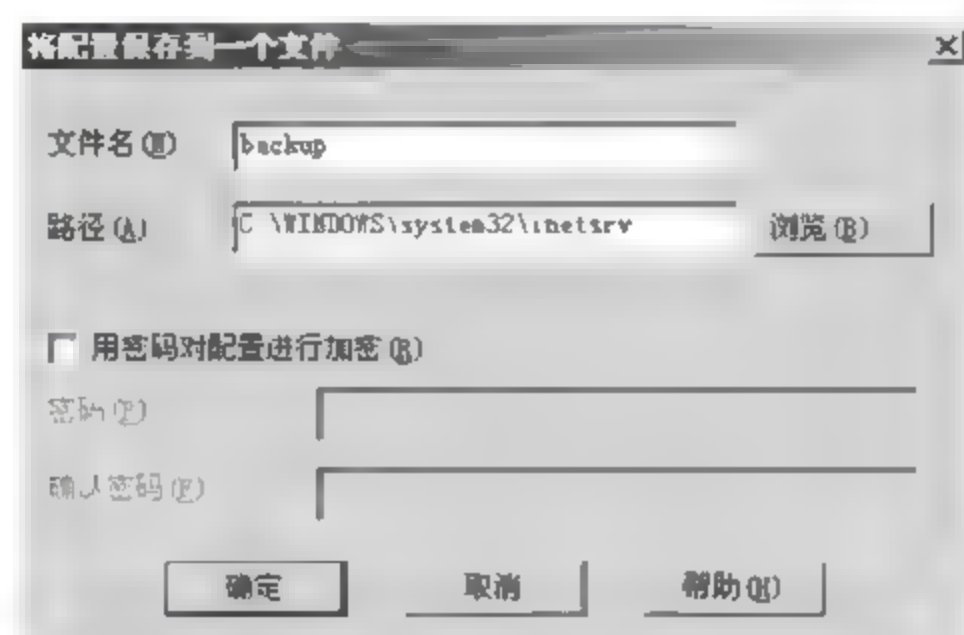 将配置保存到一个文件
文件名(N) backup
路径(A) C \WINDOWS\system32\inetsrv 浏览(B)
用密码对配置进行加密(R)
密码(P)
确认密码(F)
确定 取消 帮助(H)